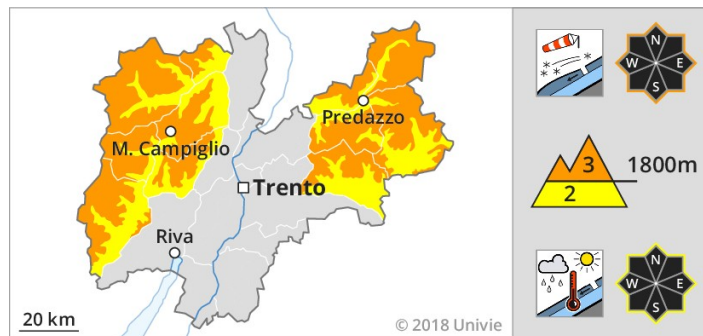 M. Campiglio
Predazzo
Trento
Riva
20 km
© 2018 Univie
N
W E
S
3 1800m
2
N
W E
S